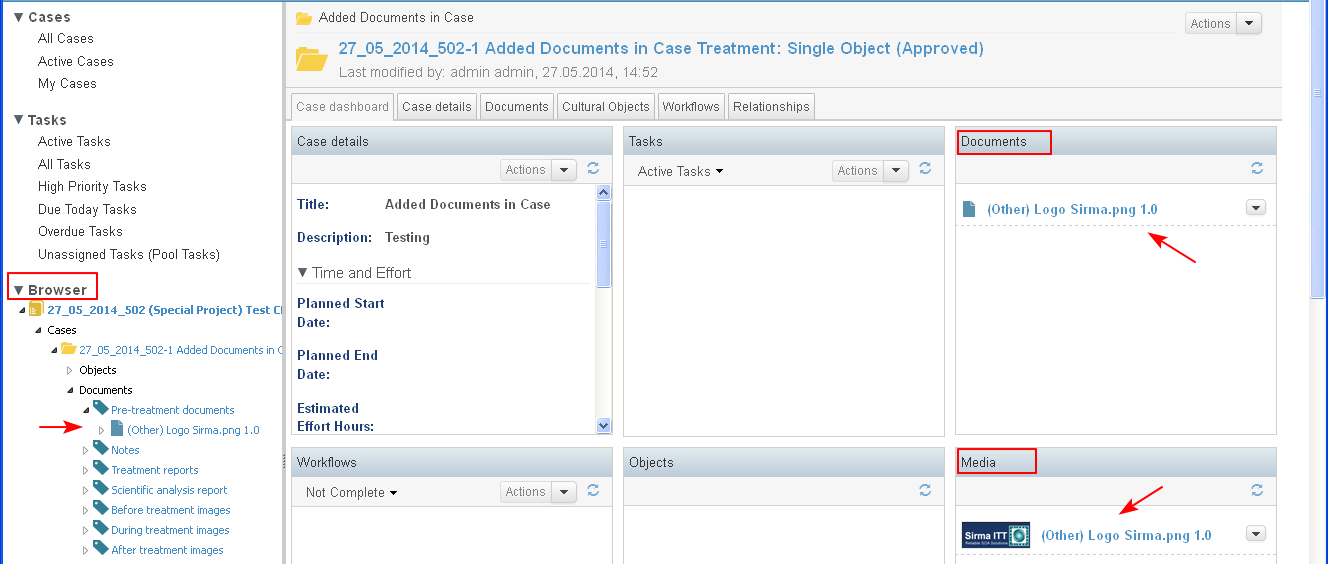 Cases
All Cases
Active Cases
My Cases
Tasks
Active Tasks
All Tasks
High Priority Tasks
Due Today Tasks
Overdue Tasks
Unassigned Tasks (Pool Tasks)
Browser
27_05_2014_502 (Special Project) Test C
Cases
27_05_2014_502-1 Added Documents in C
Objects
Documents
Pre-treatment documents
(Other) Logo Sirma.png 1.0
Notes
Treatment reports
Scientific analysis report
Before treatment images
During treatment images
After treatment images
Added Documents in Case
Actions
27_05_2014_502-1 Added Documents in Case Treatment: Single Object (Approved)
Last modified by: admin admin, 27.05.2014, 14:52
Case dashboard Case details Documents Cultural Objects Workflows Relationships
Case details
Actions
Title: Added Documents in Case
Description: Testing
Time and Effort
Planned Start
Date:
Planned End
Date:
Estimated
Effort Hours:
Tasks
Active Tasks Actions
Documents
(Other) Logo Sirma.png 1.0
Workflows
Not Complete Actions
Objects
Media
Sirma ITT
Reliable SOA Solutions
(Other) Logo Sirma.png 1.0